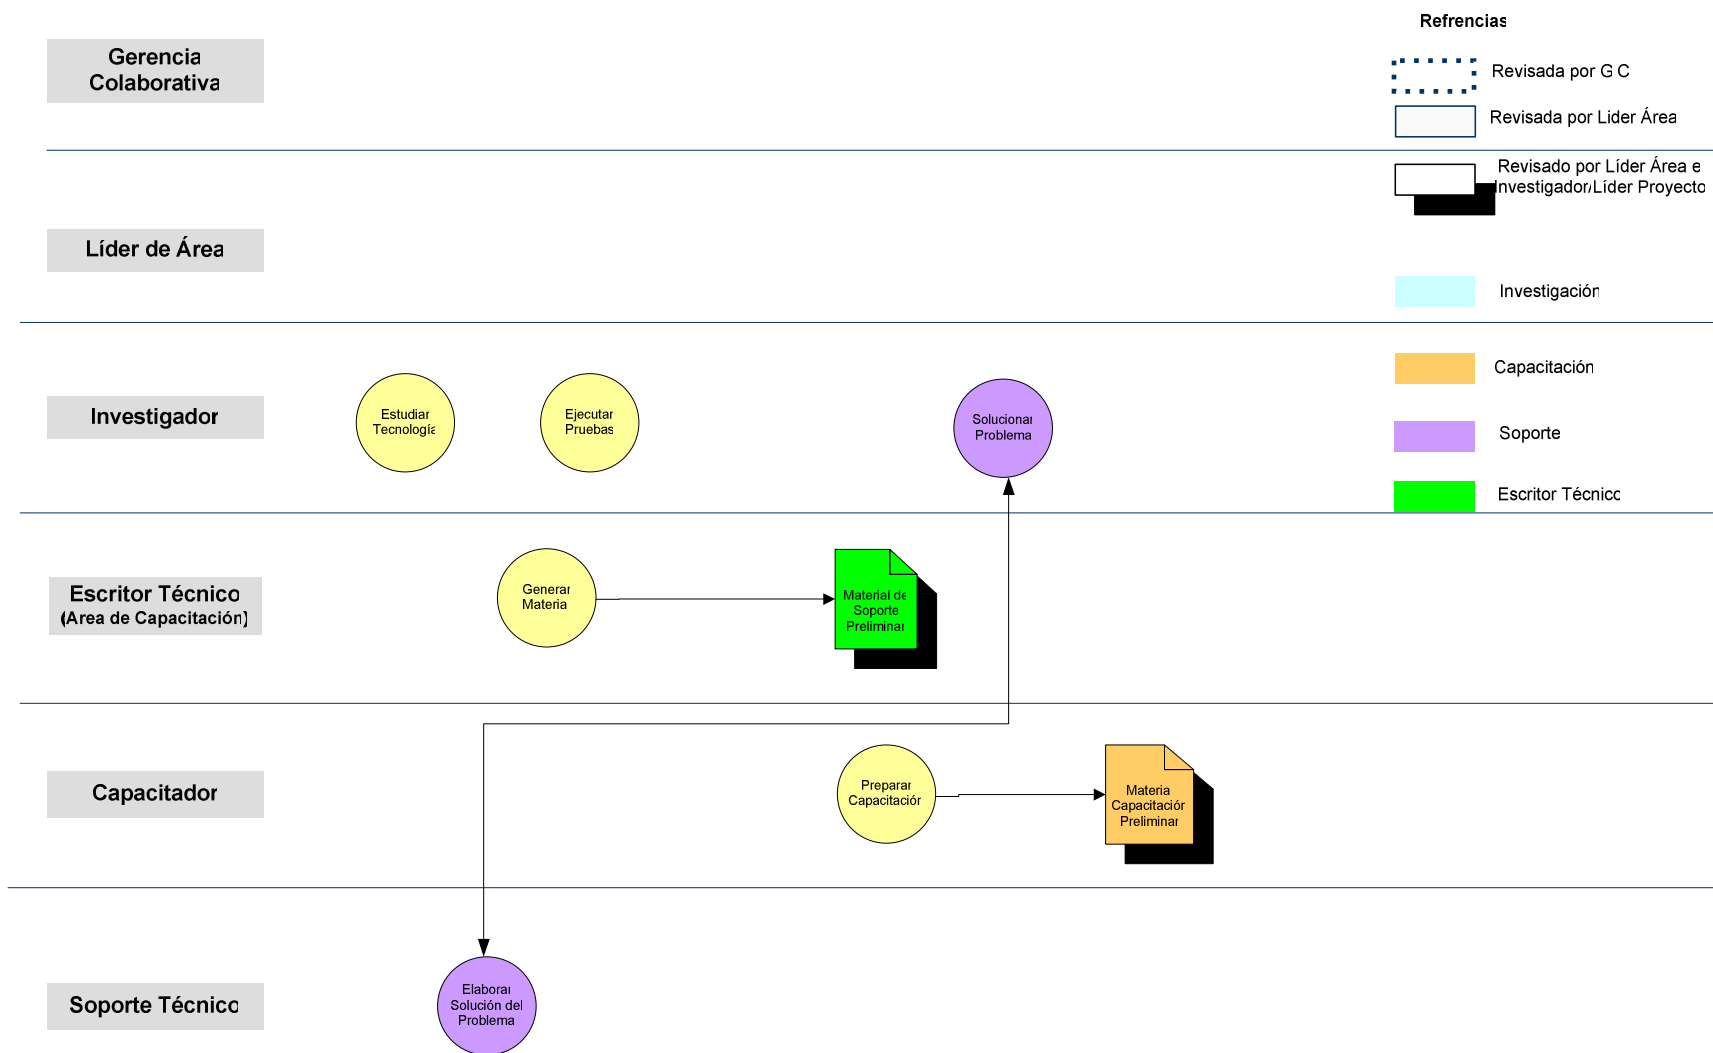 Refrencias
Gerencia
Colaborativa
Revisada por G C
Revisada por Lider Área
Revisado por Líder Área e
Investigador/Líder Proyecto
Líder de Área
Investigación
Investigador
Estudiar
Tecnología
Ejecutar
Pruebas
Solucionar
Problema
Capacitación
Soporte
Escritor Técnico
Escritor Técnico
(Area de Capacitación)
Generar
Materia
Material de
Soporte
Preliminar
Capacitador
Preparar
Capacitación
Materia
Capacitación
Preliminar
Soporte Técnico
Elaborar
Solución del
Problema